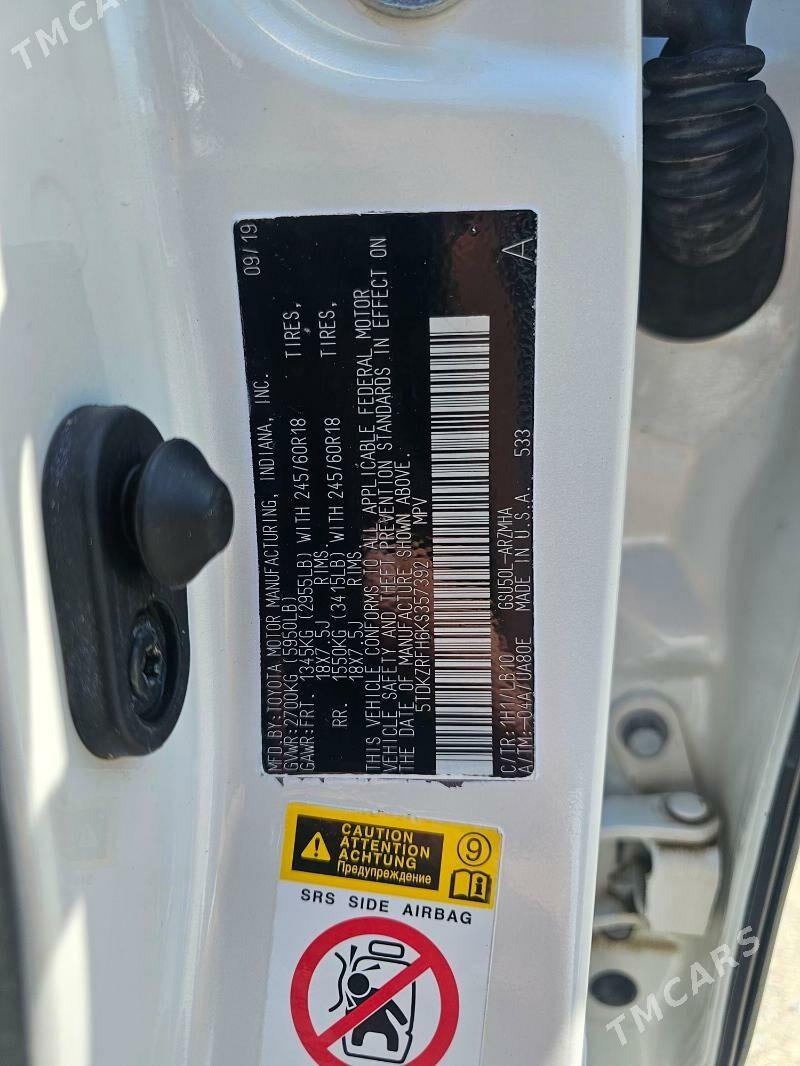 TMCARS
MFD BY:TOYOTA MOTOR MANUFACTURING, INDIANA, INC. 09/19
GVWR:2700KG (5950LB)
GAWR:FRT. 1345KG (2955LB) WITH 245/60R18 TIRES,
18X7.5J RIMS
RR. 1550KG (3415LB) WITH 245/60R18 TIRES,
18X7.5J RIMS
THIS VEHICLE CONFORMS TO ALL APPLICABLE FEDERAL MOTOR
VEHICLE SAFETY AND THEFT PREVENTION STANDARDS IN EFFECT ON
THE DATE OF MANUFACTURE SHOWN ABOVE.
5TDKZRFH6KS357392 MPV
A
C/TR: 1H1/LB10 GSU50L-ARZMHA
A/TM:-04A/UA80E MADE IN U.S.A. 533
CAUTION
ATTENTION
ACHTUNG
Предупреждение
9
SRS SIDE AIRBAG
TMCARS